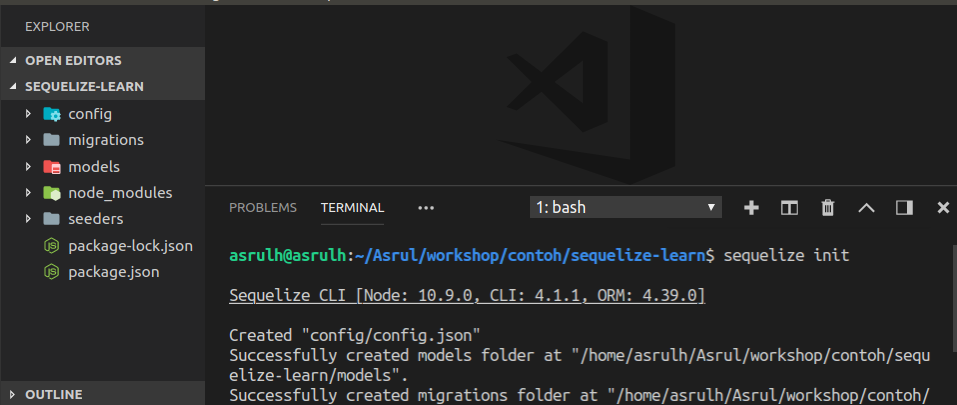 EXPLORER
OPEN EDITORS
SEQUELIZE-LEARN
config
migrations
models
node_modules
seeders
package-lock.json
package.json
OUTLINE
PROBLEMS TERMINAL ••• 1: bash
asrulh@asrulh:~/Asrul/workshop/contoh/sequelize-learn$ sequelize init
Sequelize CLI [Node: 10.9.0, CLI: 4.1.1, ORM: 4.39.0]
Created "config/config.json"
Successfully created models folder at "/home/asrulh/Asrul/workshop/contoh/sequ
elize-learn/models".
Successfully created migrations folder at "/home/asrulh/Asrul/workshop/contoh/